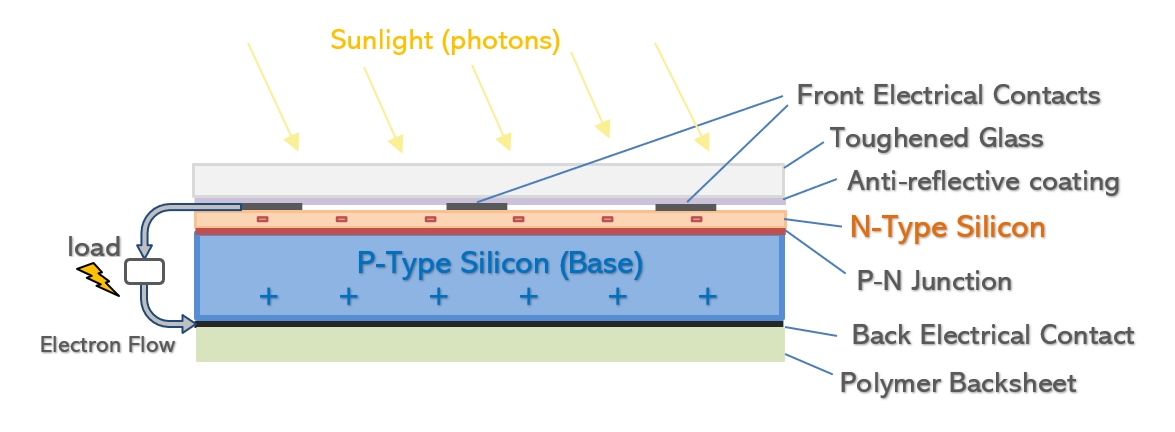 Sunlight (photons)
Front Electrical Contacts
Toughened Glass
Anti-reflective coating
N-Type Silicon
load
P-Type Silicon (Base)
P-N Junction
+ + + + + +
Back Electrical Contact
Electron Flow
Polymer Backsheet